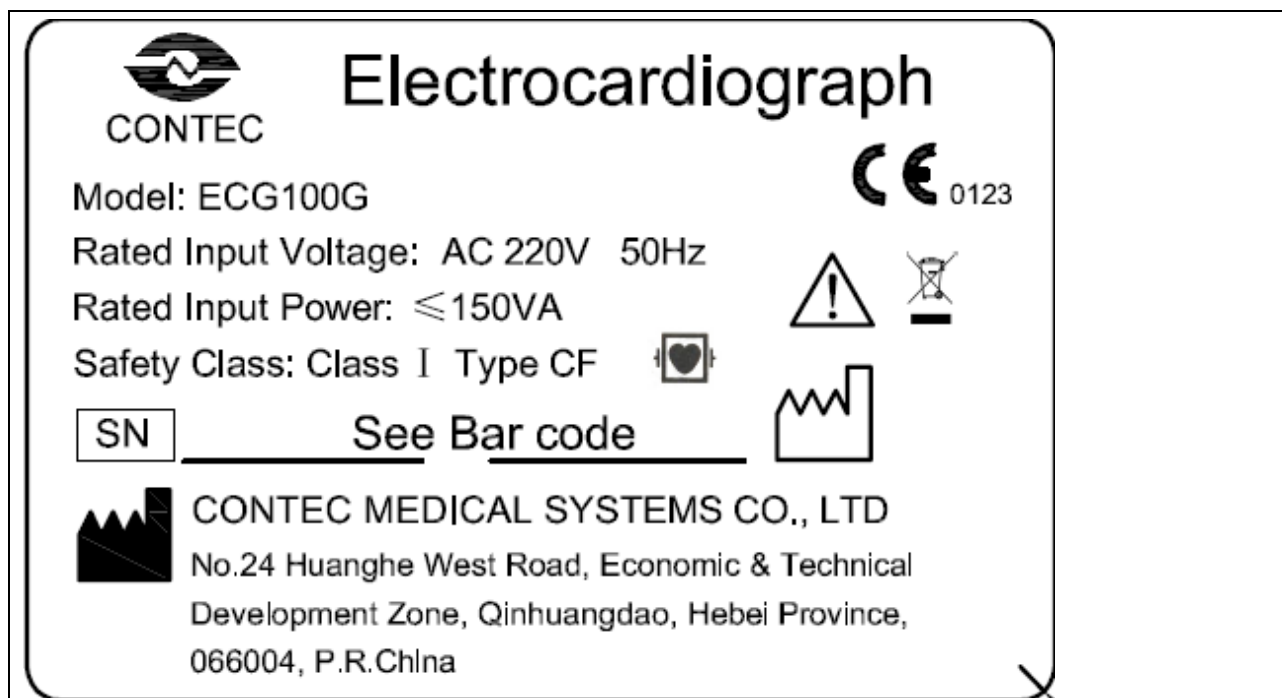 Electrocardiograph
CONTEC
CE 0123
Model: ECG100G
Rated Input Voltage: AC 220V 50Hz
Rated Input Power: ≤150VA
Safety Class: Class I Type CF
SN See Bar code
CONTEC MEDICAL SYSTEMS CO., LTD
No.24 Huanghe West Road, Economic & Technical
Development Zone, Qinhuangdao, Hebei Province,
066004, P.R.ChIna